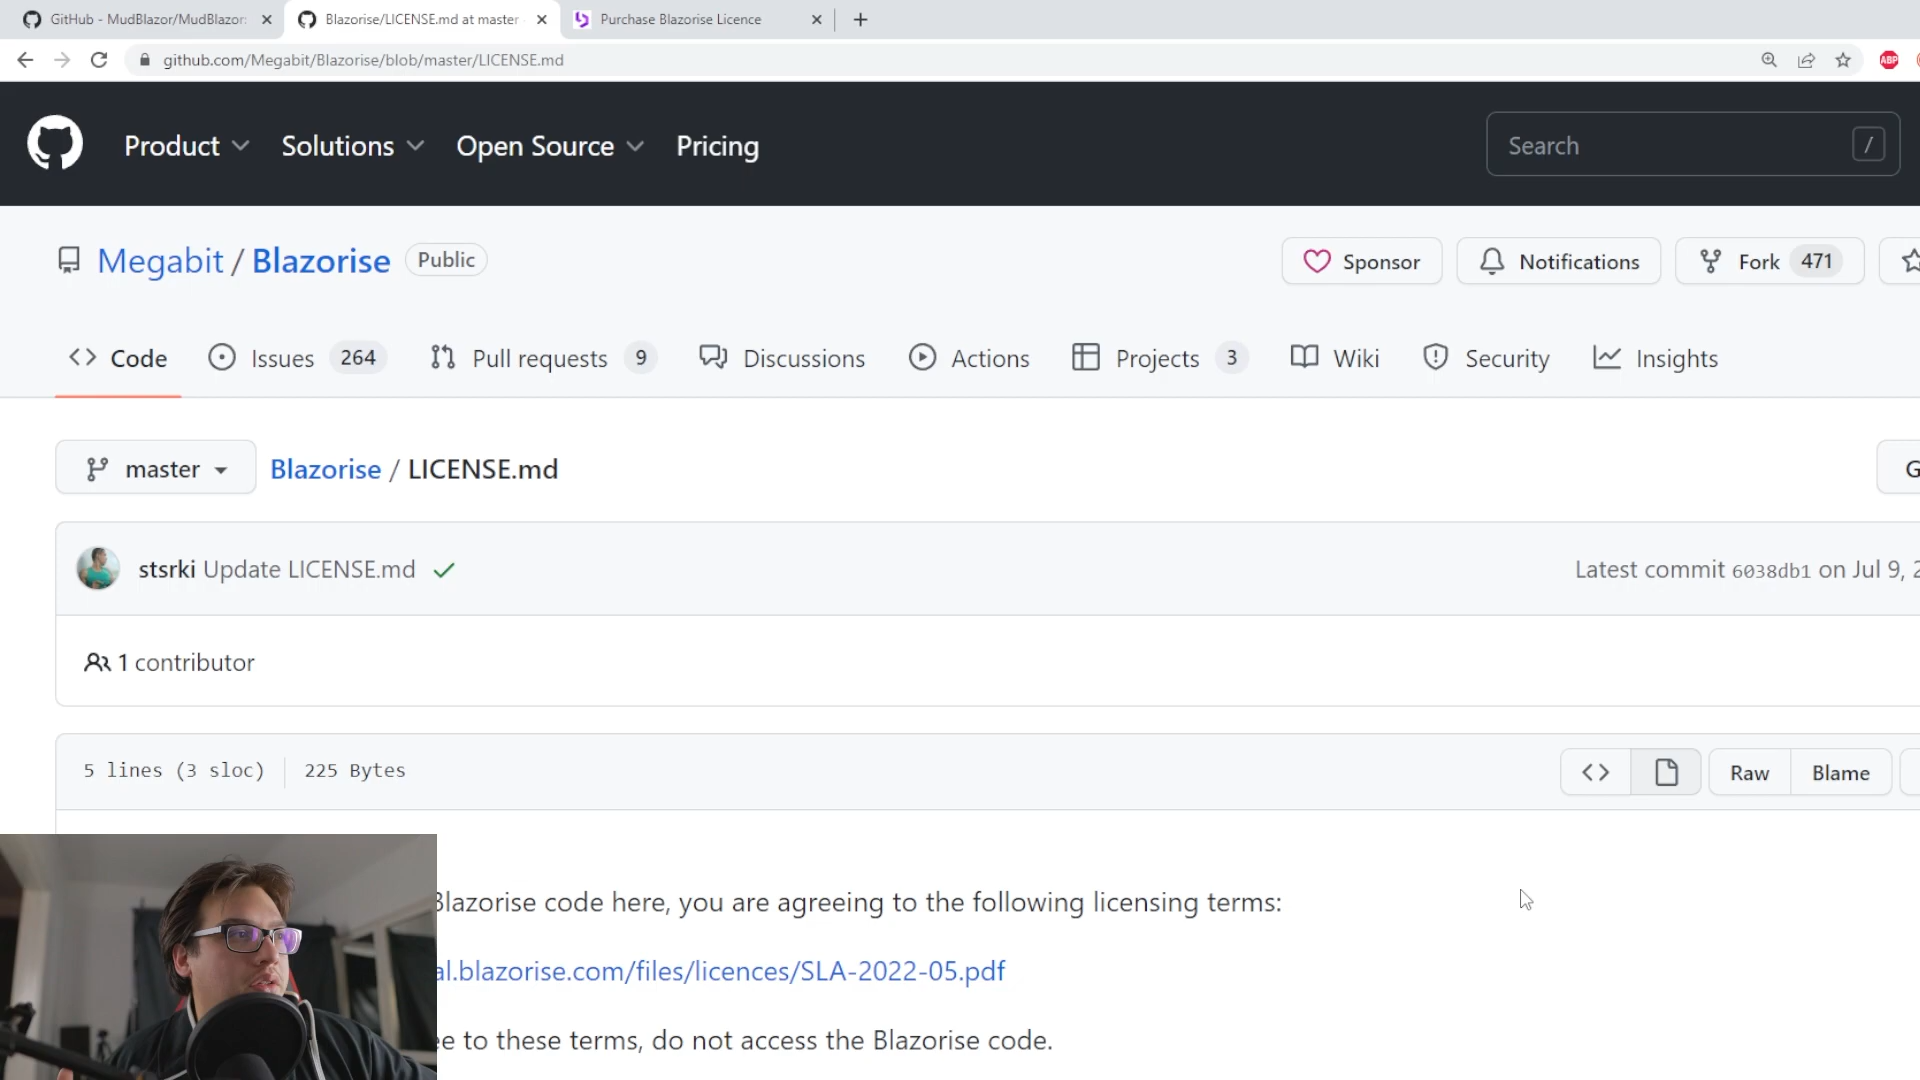 GitHub - MudBlazor/MudBlazor:
Blazorise/LICENSE.md at master
Purchase Blazorise Licence
github.com/Megabit/Blazorise/blob/master/LICENSE.md
ABP
Product
Solutions
Open Source
Pricing
Search
/
Megabit / Blazorise
Public
Sponsor
Notifications
Fork 471
Code
Issues 264
Pull requests 9
Discussions
Actions
Projects 3
Wiki
Security
Insights
master
Blazorise / LICENSE.md
G
stsrki Update LICENSE.md
Latest commit 6038db1 on Jul 9, 2
1 contributor
5 lines (3 sloc)
225 Bytes
Raw
Blame
Blazorise code here, you are agreeing to the following licensing terms:
al.blazorise.com/files/licences/SLA-2022-05.pdf
ee to these terms, do not access the Blazorise code.